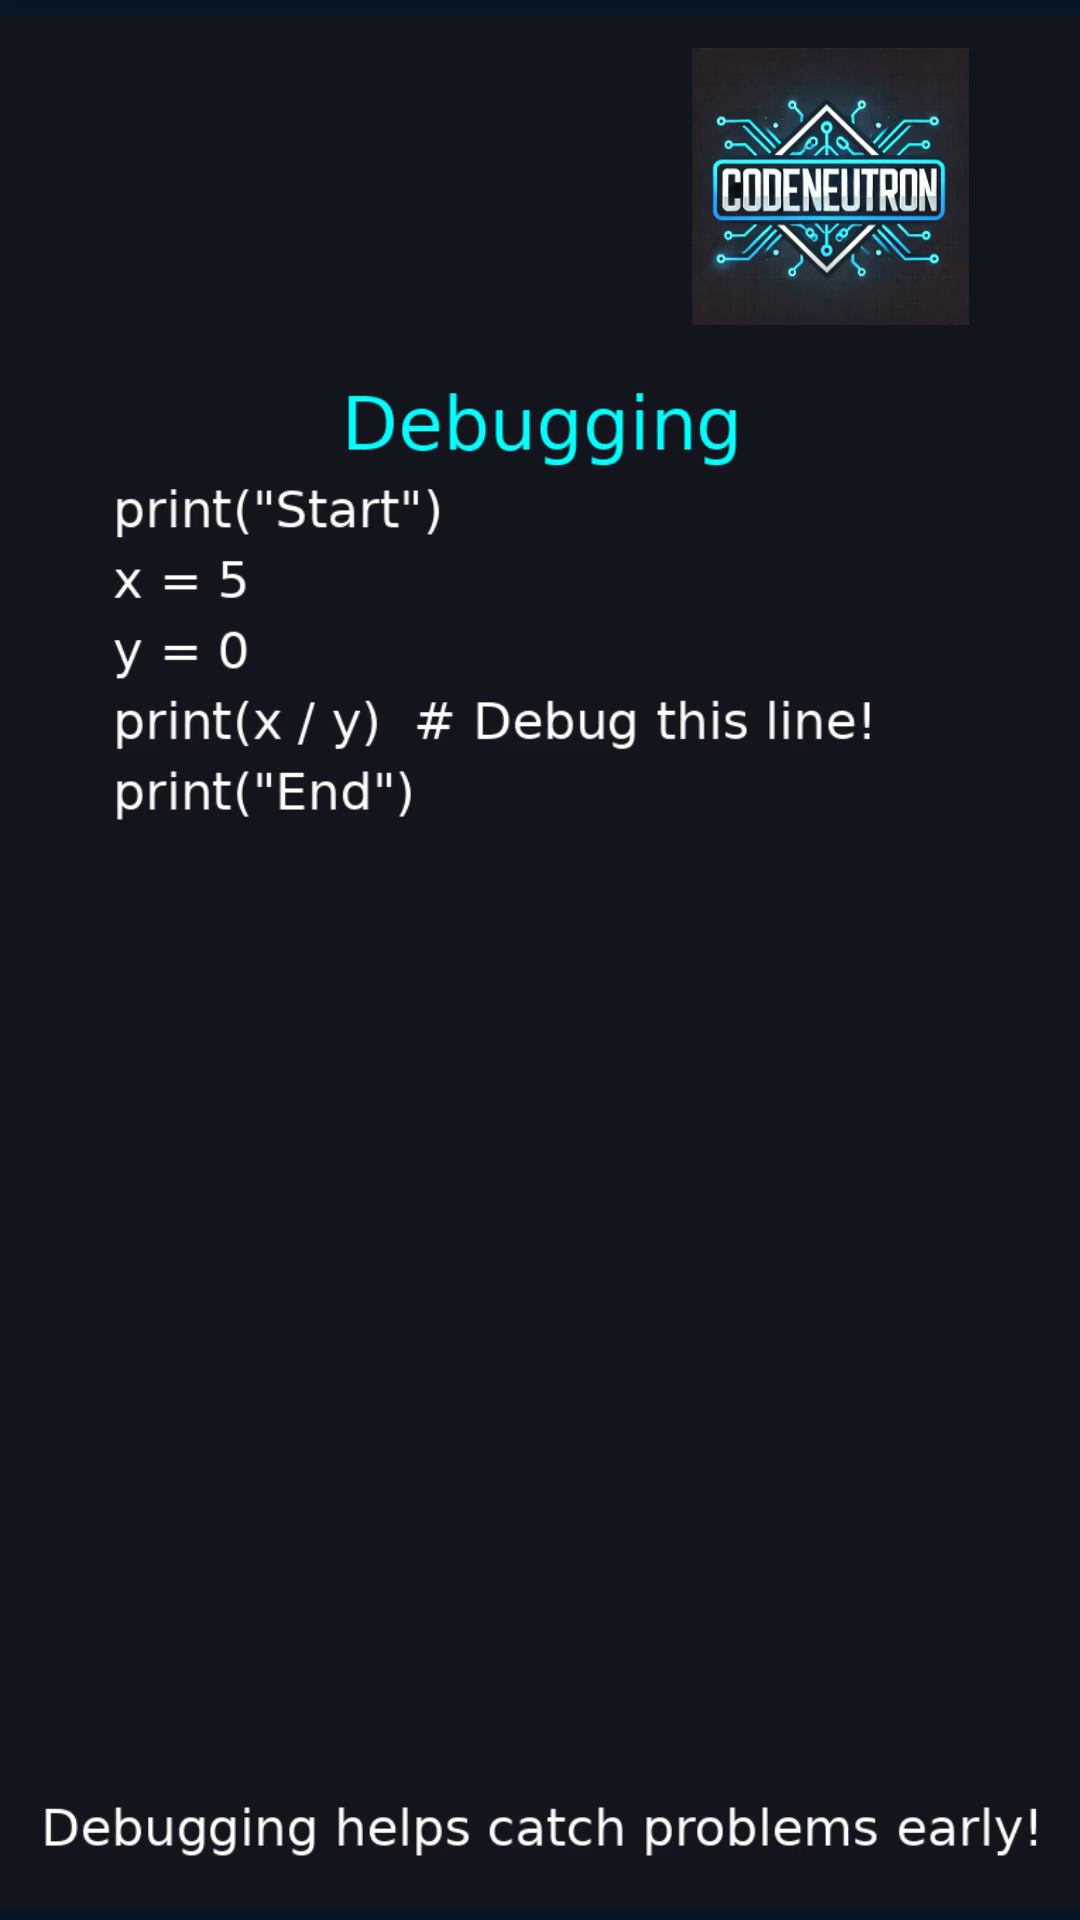 CODENEUTRON
Debugging
print("Start")
x = 5
y = 0
print(x / y)  # Debug this line!
print("End")
Debugging helps catch problems early!